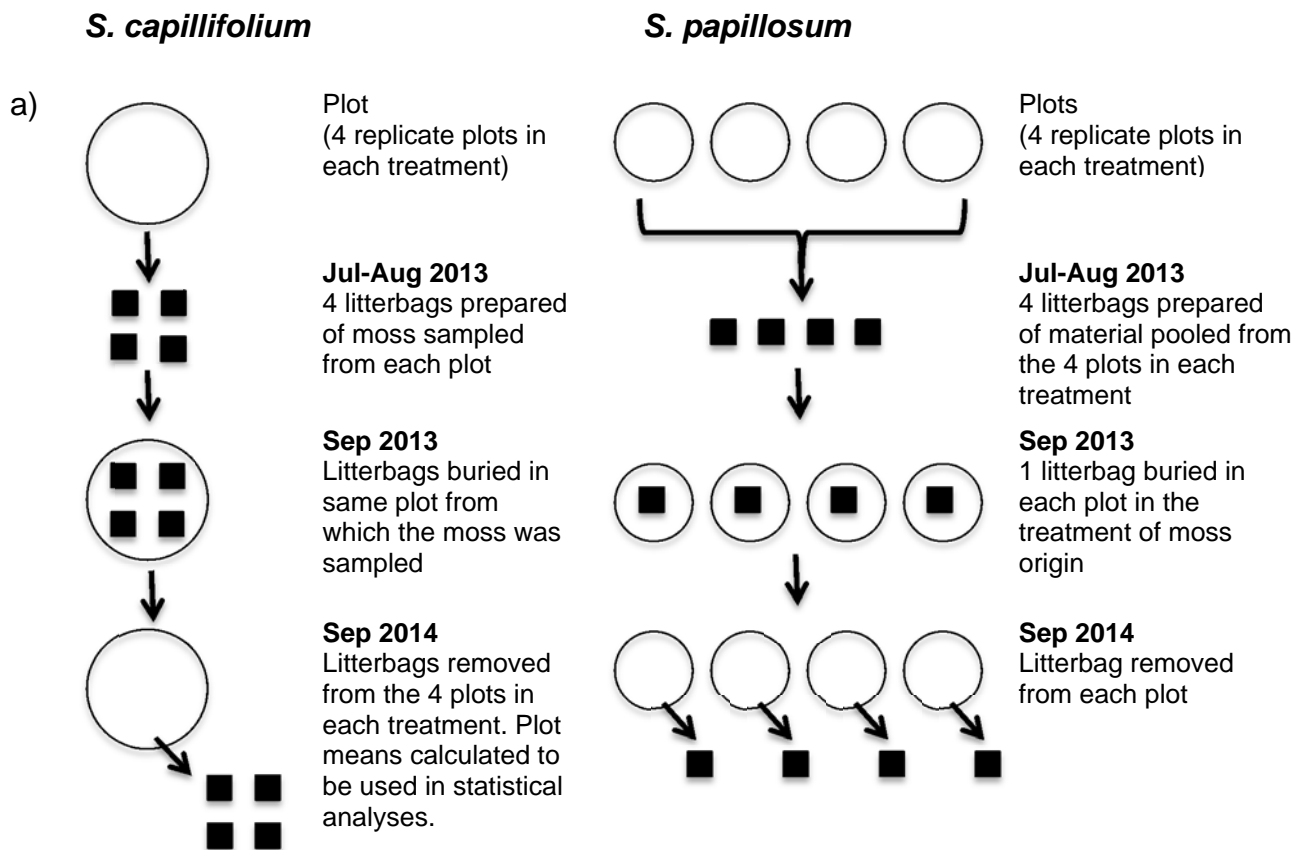 S. capillifolium
S. papillosum
a)
Plot
(4 replicate plots in
each treatment)
Plots
(4 replicate plots in
each treatment)
Jul-Aug 2013
4 litterbags prepared
of moss sampled
from each plot
Jul-Aug 2013
4 litterbags prepared
of material pooled from
the 4 plots in each
treatment
Sep 2013
Litterbags buried in
same plot from
which the moss was
sampled
Sep 2013
1 litterbag buried in
each plot in the
treatment of moss
origin
Sep 2014
Litterbags removed
from the 4 plots in
each treatment. Plot
means calculated to
be used in statistical
analyses.
Sep 2014
Litterbag removed
from each plot